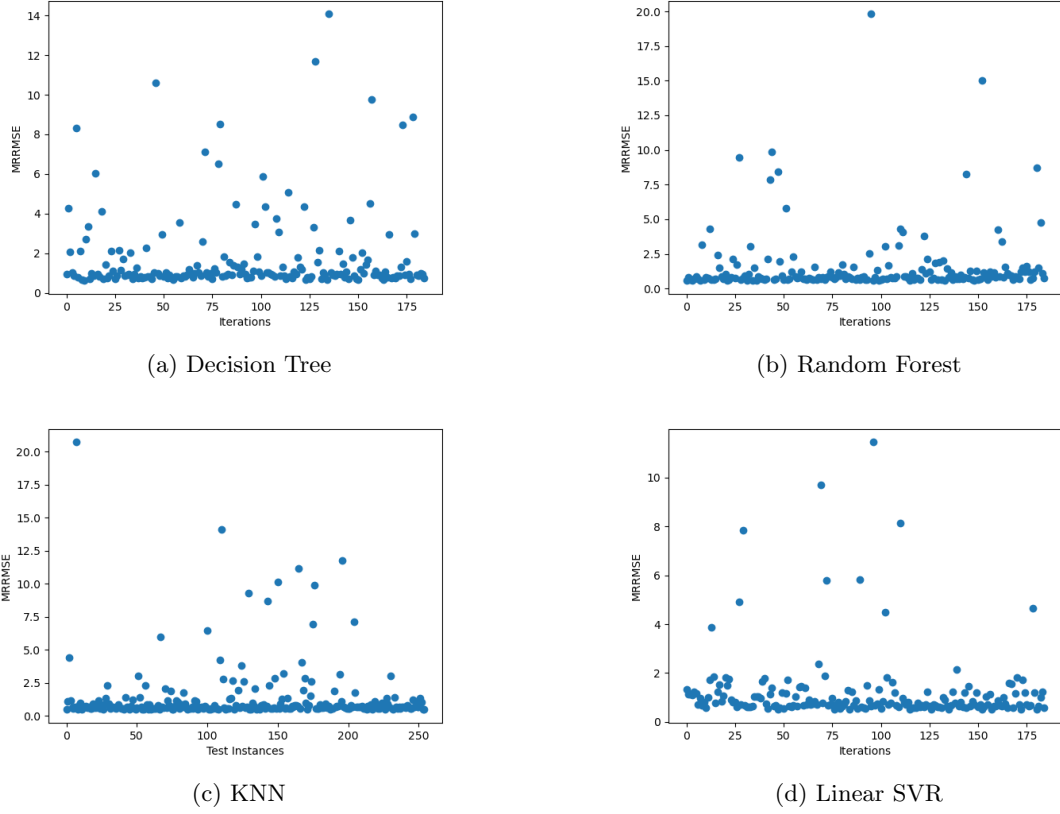 14
12
10
8
6
4
2
0
MRRMSE
0 25 50 75 100 125 150 175
Iterations
(a) Decision Tree
20.0
17.5
15.0
12.5
10.0
7.5
5.0
2.5
0.0
MRRMSE
0 25 50 75 100 125 150 175
Iterations
(b) Random Forest
20.0
17.5
15.0
12.5
10.0
7.5
5.0
2.5
0.0
MRRMSE
0 50 100 150 200 250
Test Instances
(c) KNN
10
8
6
4
2
0
MRRMSE
0 25 50 75 100 125 150 175
Iterations
(d) Linear SVR